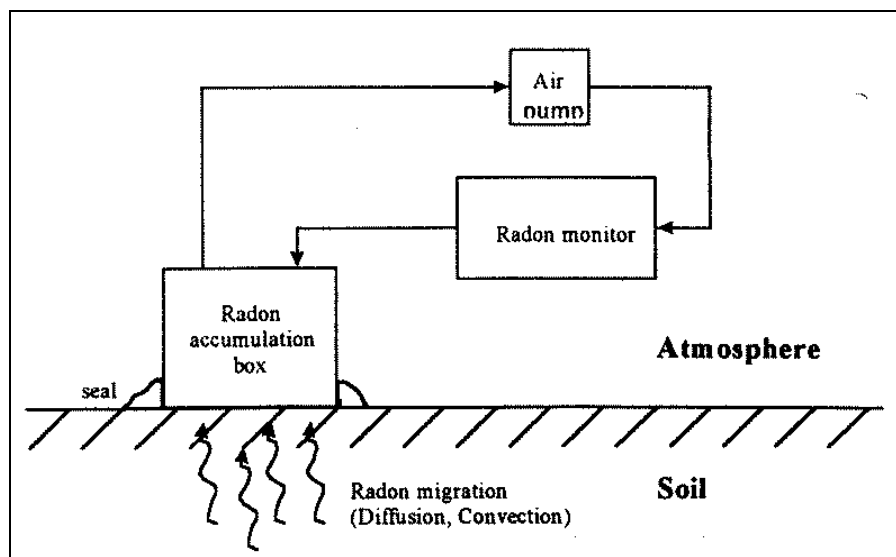 Air
pump
Radon monitor
Radon
accumulation
box
Atmosphere
seal
Radon migration
(Diffusion, Convection)
Soil